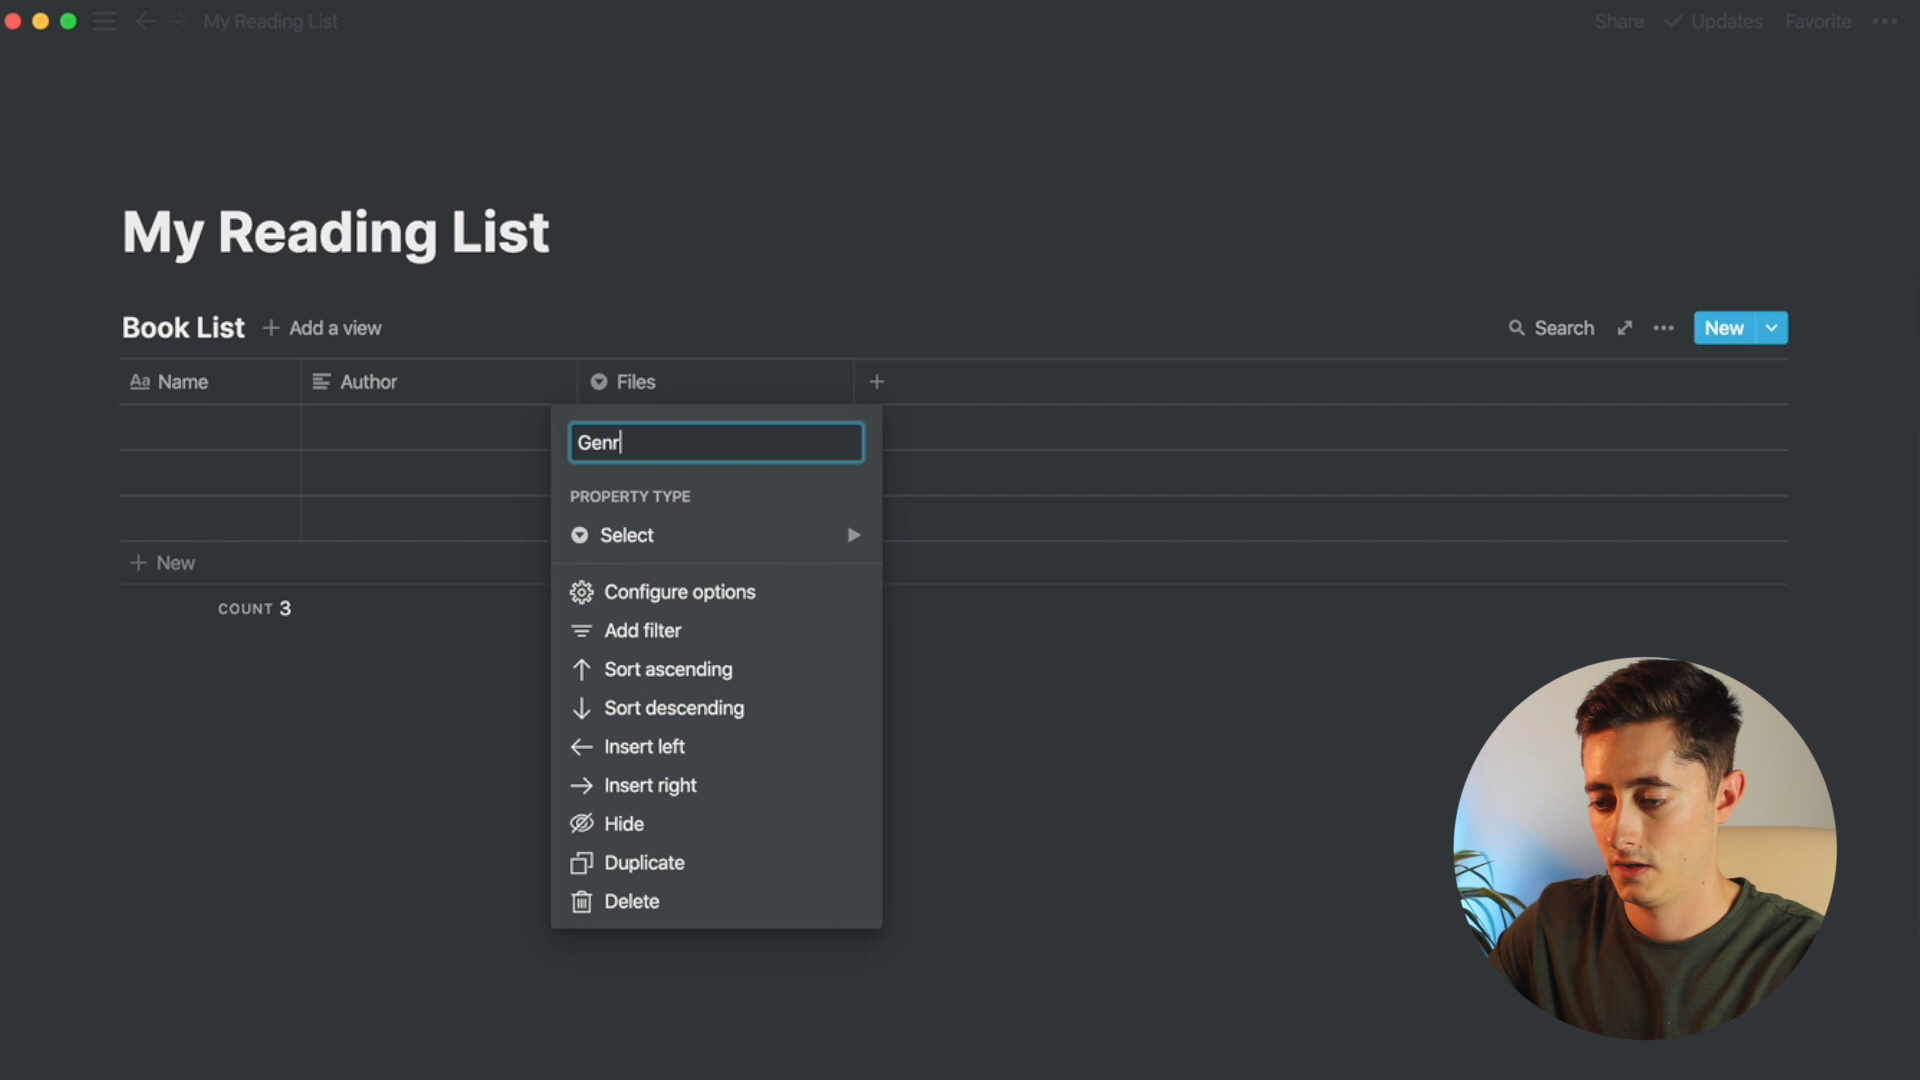 My Reading List
Share
Updates
Favorite
My Reading List
Book List
Add a view
Search
New
Aa Name
Author
Files
Genr
PROPERTY TYPE
Select
New
Configure options
COUNT 3
Add filter
Sort ascending
Sort descending
Insert left
Insert right
Hide
Duplicate
Delete